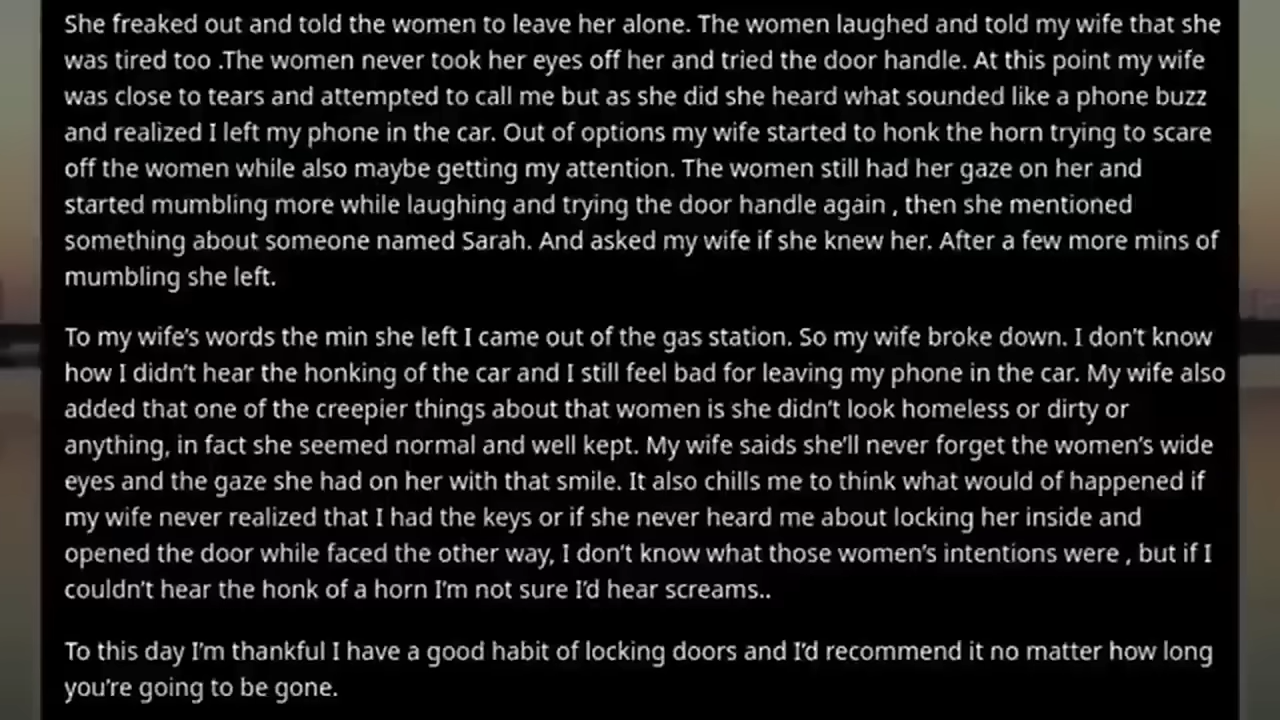 She freaked out and told the women to leave her alone. The women laughed and told my wife that she
was tired too .The women never took her eyes off her and tried the door handle. At this point my wife
was close to tears and attempted to call me but as she did she heard what sounded like a phone buzz
and realized I left my phone in the car. Out of options my wife started to honk the horn trying to scare
off the women while also maybe getting my attention. The women still had her gaze on her and
started mumbling more while laughing and trying the door handle again , then she mentioned
something about someone named Sarah. And asked my wife if she knew her. After a few more mins of
mumbling she left.
To my wife's words the min she left I came out of the gas station. So my wife broke down. I don't know
how I didn't hear the honking of the car and I still feel bad for leaving my phone in the car. My wife also
added that one of the creepier things about that women is she didn't look homeless or dirty or
anything, in fact she seemed normal and well kept. My wife saids she'll never forget the women's wide
eyes and the gaze she had on her with that smile. It also chills me to think what would of happened if
my wife never realized that I had the keys or if she never heard me about locking her inside and
opened the door while faced the other way, I don't know what those women's intentions were , but if I
couldn't hear the honk of a horn I'm not sure I'd hear screams..
To this day I'm thankful I have a good habit of locking doors and I'd recommend it no matter how long
you're going to be gone.